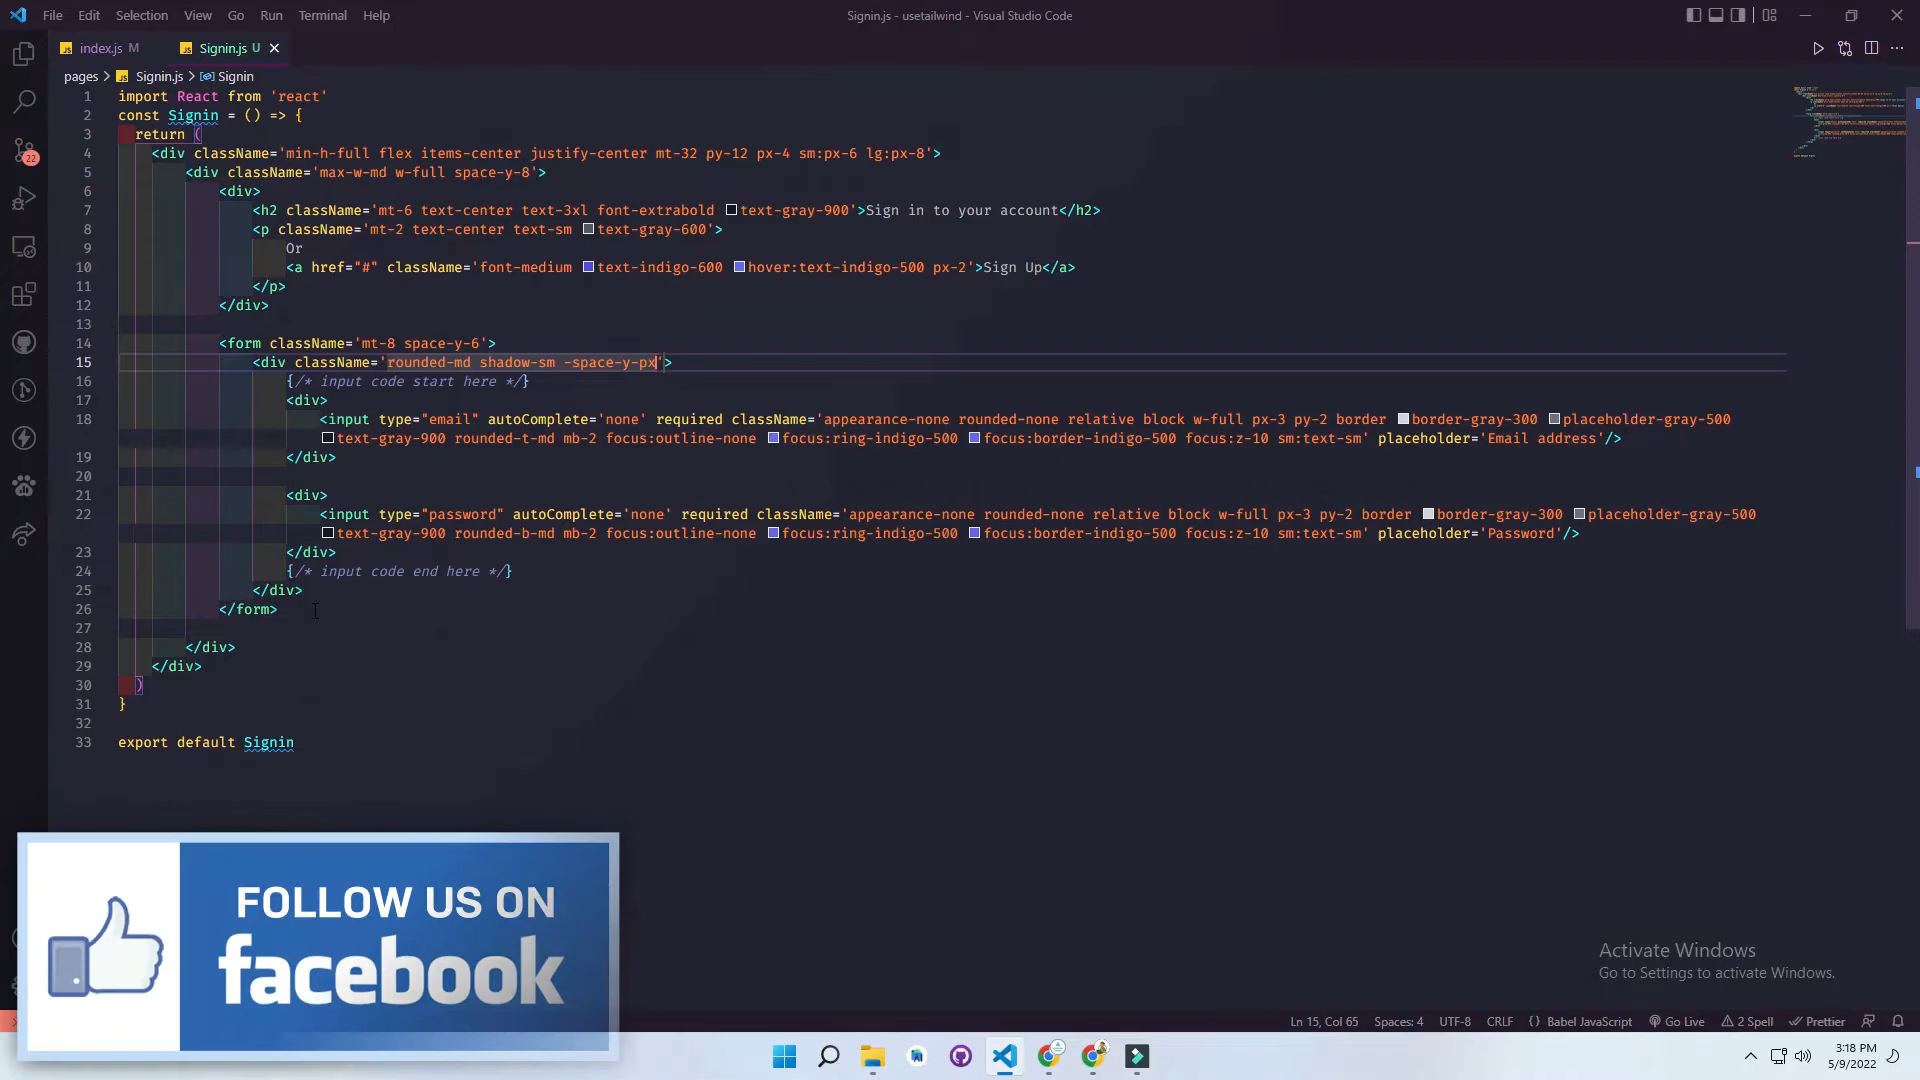 File Edit Selection View Go Run Terminal Help
Signin.js - usetailwind - Visual Studio Code
index.js M
Signin.js U
pages > Signin.js > Signin
1 import React from 'react'
2 const Signin = () => {
3 return (
4 <div className='min-h-full flex items-center justify-center mt-32 py-12 px-4 sm:px-6 lg:px-8'>
5 <div className='max-w-md w-full space-y-8'>
6 <div>
7 <h2 className='mt-6 text-center text-3xl font-extrabold text-gray-900'>Sign in to your account</h2>
8 <p className='mt-2 text-center text-sm text-gray-600'>
9 Or
10 <a href="#" className='font-medium text-indigo-600 hover:text-indigo-500 px-2'>Sign Up</a>
11 </p>
12 </div>
13
14 <form className='mt-8 space-y-6'>
15 <div className='rounded-md shadow-sm -space-y-px'>
16 {/* input code start here */}
17 <div>
18 <input type="email" autoComplete='none' required className='appearance-none rounded-none relative block w-full px-3 py-2 border border-gray-300 placeholder-gray-500
text-gray-900 rounded-t-md mb-2 focus:outline-none focus:ring-indigo-500 focus:border-indigo-500 focus:z-10 sm:text-sm' placeholder='Email address'/>
19 </div>
20
21 <div>
22 <input type="password" autoComplete='none' required className='appearance-none rounded-none relative block w-full px-3 py-2 border border-gray-300 placeholder-gray-500
text-gray-900 rounded-b-md mb-2 focus:outline-none focus:ring-indigo-500 focus:border-indigo-500 focus:z-10 sm:text-sm' placeholder='Password'/>
23 </div>
24 {/* input code end here */}
25 </div>
26 </form>
27
28 </div>
29 </div>
30 )
31 }
32
33 export default Signin
22
FOLLOW US ON
facebook
Activate Windows
Go to Settings to activate Windows.
Ln 15, Col 65 Spaces: 4 UTF-8 CRLF {} Babel JavaScript Go Live 2 Spell Prettier
3:18 PM
5/9/2022